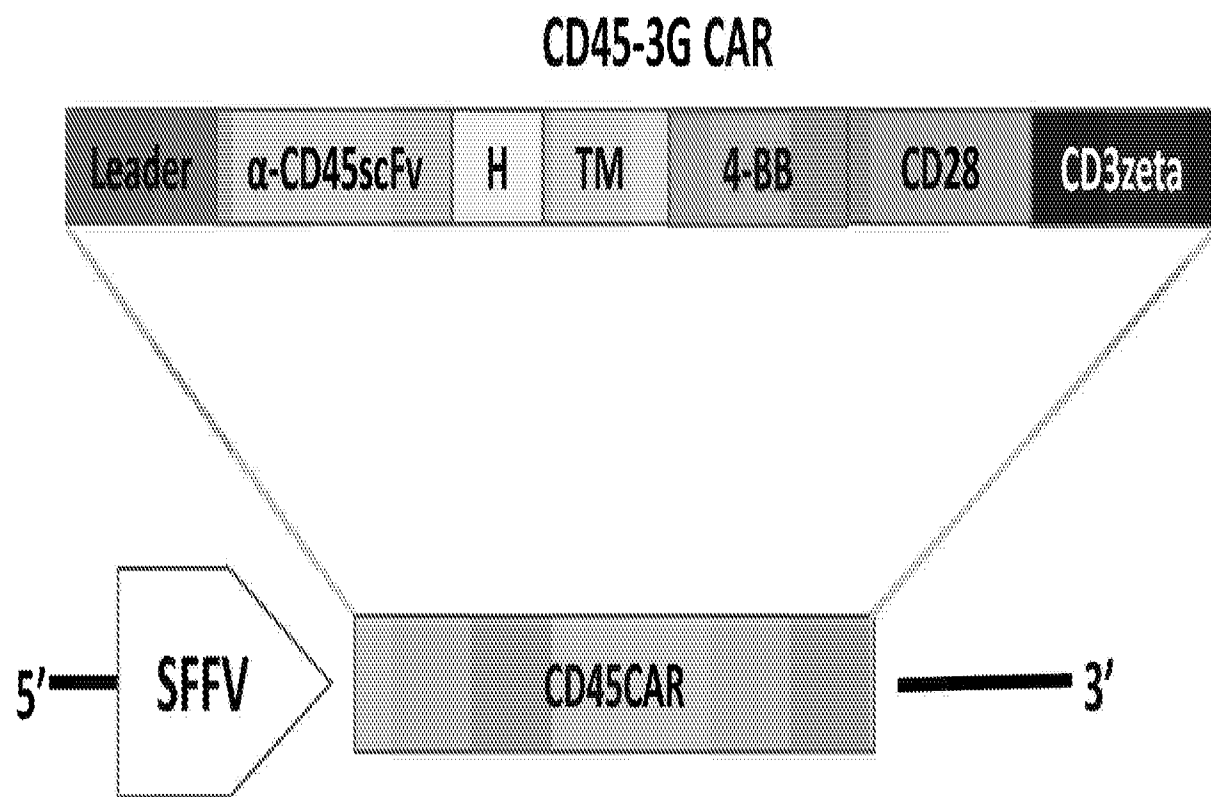 CD45-3G CAR
Leader α-CD45scFv H TM 4-BB CD28 CD3zeta
5' SFFV CD45CAR 3'